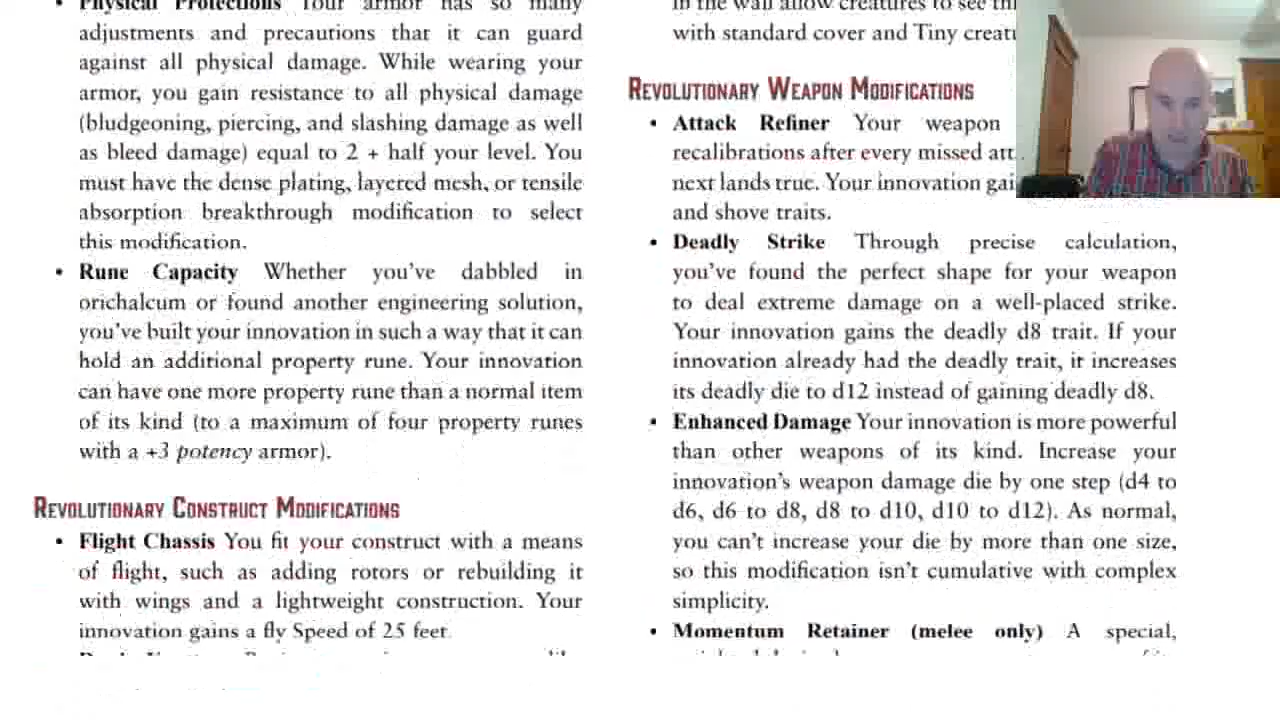 Physical Protections Your armor has so many
adjustments and precautions that it can guard
against all physical damage. While wearing your
armor, you gain resistance to all physical damage
(bludgeoning, piercing, and slashing damage as well
as bleed damage) equal to 2 + half your level. You
must have the dense plating, layered mesh, or tensile
absorption breakthrough modification to select
this modification.
• Rune Capacity Whether you've dabbled in
orichalcum or found another engineering solution,
you've built your innovation in such a way that it can
hold an additional property rune. Your innovation
can have one more property rune than a normal item
of its kind (to a maximum of four property runes
with a +3 potency armor).
Revolutionary Construct Modifications
• Flight Chassis You fit your construct with a means
of flight, such as adding rotors or rebuilding it
with wings and a lightweight construction. Your
innovation gains a fly Speed of 25 feet.
in the wall allow creatures to see
with standard cover and Tiny
Revolutionary Weapon Modifications
• Attack Refiner Your weapon
recalibrations after every missed
next lands true. Your innovation
and shove traits.
• Deadly Strike Through precise calculation,
you've found the perfect shape for your weapon
to deal extreme damage on a well-placed strike.
Your innovation gains the deadly d8 trait. If your
innovation already had the deadly trait, it increases
its deadly die to d12 instead of gaining deadly d8.
• Enhanced Damage Your innovation is more powerful
than other weapons of its kind. Increase your
innovation's weapon damage die by one step (d4 to
d6, d6 to d8, d8 to d10, d10 to d12). As normal,
you can't increase your die by more than one size,
so this modification isn't cumulative with complex
simplicity.
• Momentum Retainer (melee only) A special,